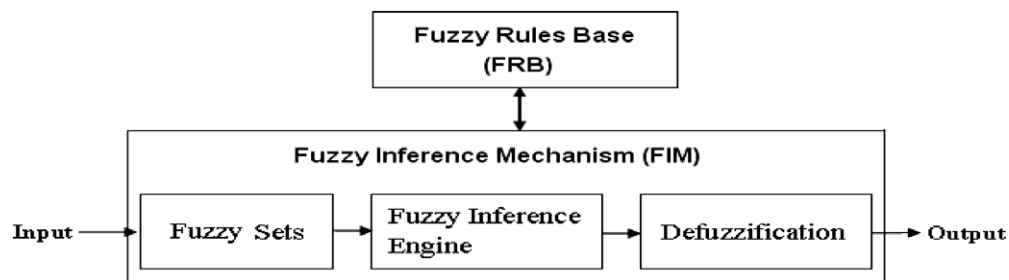 Fuzzy Rules Base
(FRB)
Fuzzy Inference Mechanism (FIM)
Input
Fuzzy Sets
Fuzzy Inference
Engine
Defuzzification
Output